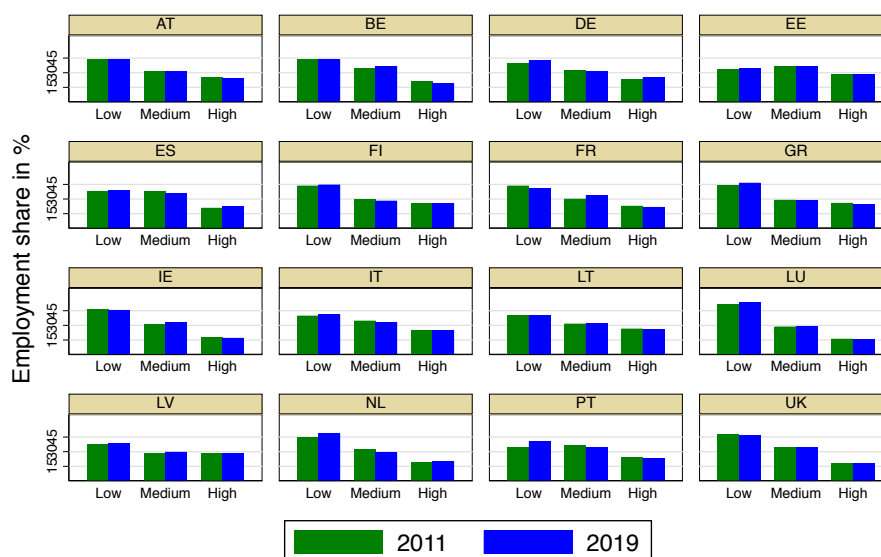 AT BE DE EE
153045
Low Medium High Low Medium High Low Medium High Low Medium High
ES FI FR GR
153045
Low Medium High Low Medium High Low Medium High Low Medium High
IE IT LT LU
153045
Low Medium High Low Medium High Low Medium High Low Medium High
LV NL PT UK
153045
Low Medium High Low Medium High Low Medium High Low Medium High
Employment share in %
2011 2019